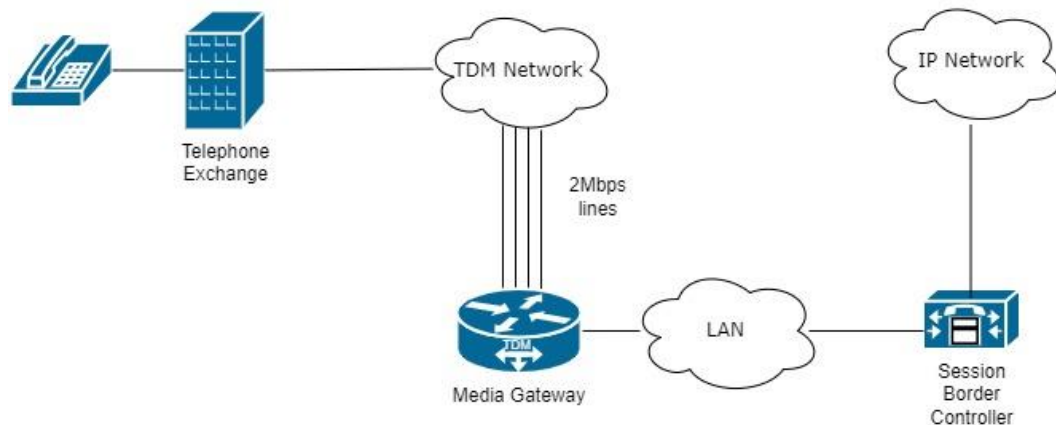 TDM Network
IP Network
Telephone
Exchange
2Mbps
lines
TDM
LAN
Media Gateway
Session
Border
Controller